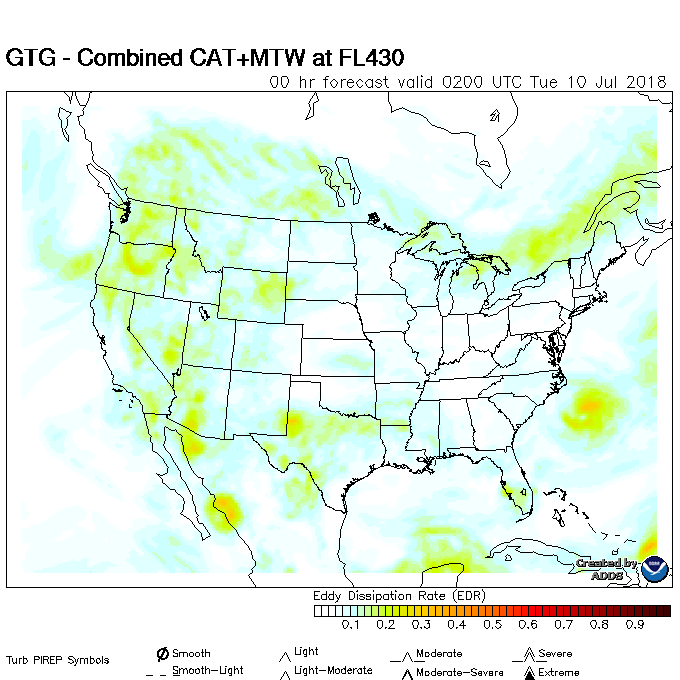 GTG - Combined CAT+MTW at FL430
00 hr forecast valid 0200 UTC Tue 10 Jul 2018
Created by
ADDS
Eddy Dissipation Rate (EDR)
0.1 0.2 0.3 0.4 0.5 0.6 0.7 0.8 0.9
Turb PIREP Symbols
Smooth Light Moderate Severe
Smooth-Light Light-Moderate Moderate-Severe Extreme